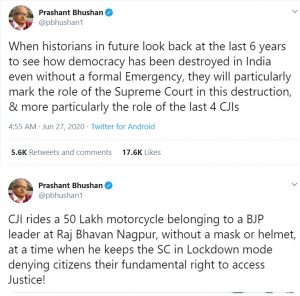 Prashant Bhushan
@pbhushan1
When historians in future look back at the last 6 years
to see how democracy has been destroyed in India
even without a formal Emergency, they will particularly
mark the role of the Supreme Court in this destruction,
& more particularly the role of the last 4 CJIs
4:55 AM · Jun 27, 2020 · Twitter for Android
5.6K Retweets and comments 17.6K Likes
Prashant Bhushan
@pbhushan1
CJI rides a 50 Lakh motorcycle belonging to a BJP
leader at Raj Bhavan Nagpur, without a mask or helmet,
at a time when he keeps the SC in Lockdown mode
denying citizens their fundamental right to access
Justice!